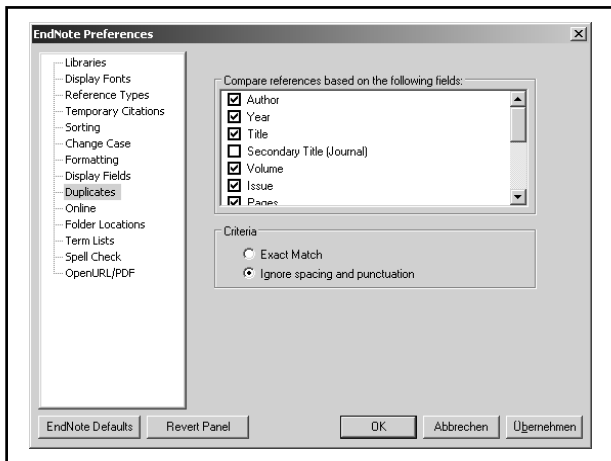 EndNote Preferences
Libraries
Display Fonts
Reference Types
Temporary Citations
Sorting
Change Case
Formatting
Display Fields
Duplicates
Online
Folder Locations
Term Lists
Spell Check
OpenURL/PDF
Compare references based on the following fields:
Author
Year
Title
Secondary Title (Journal)
Volume
Issue
Pages
Criteria
Exact Match
Ignore spacing and punctuation
EndNote Defaults
Revert Panel
OK
Abbrechen
Übernehmen